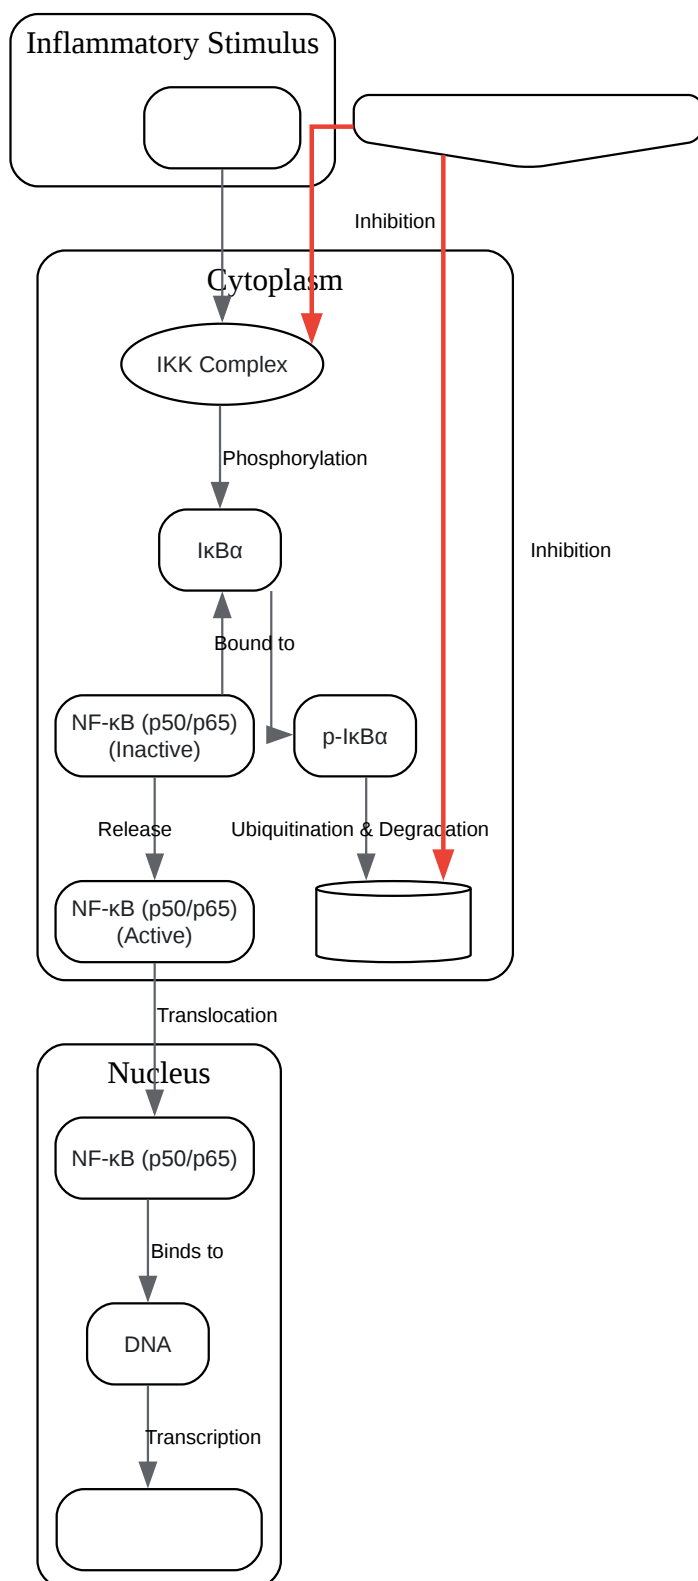 Inflammatory Stimulus
Inhibition
Cytoplasm
IKK Complex
Phosphorylation
IκBα
Inhibition
Bound to
NF-κB (p50/p65)
(Inactive)
p-IκBα
Release
Ubiquitination & Degradation
NF-κB (p50/p65)
(Active)
Translocation
Nucleus
NF-κB (p50/p65)
Binds to
DNA
Transcription